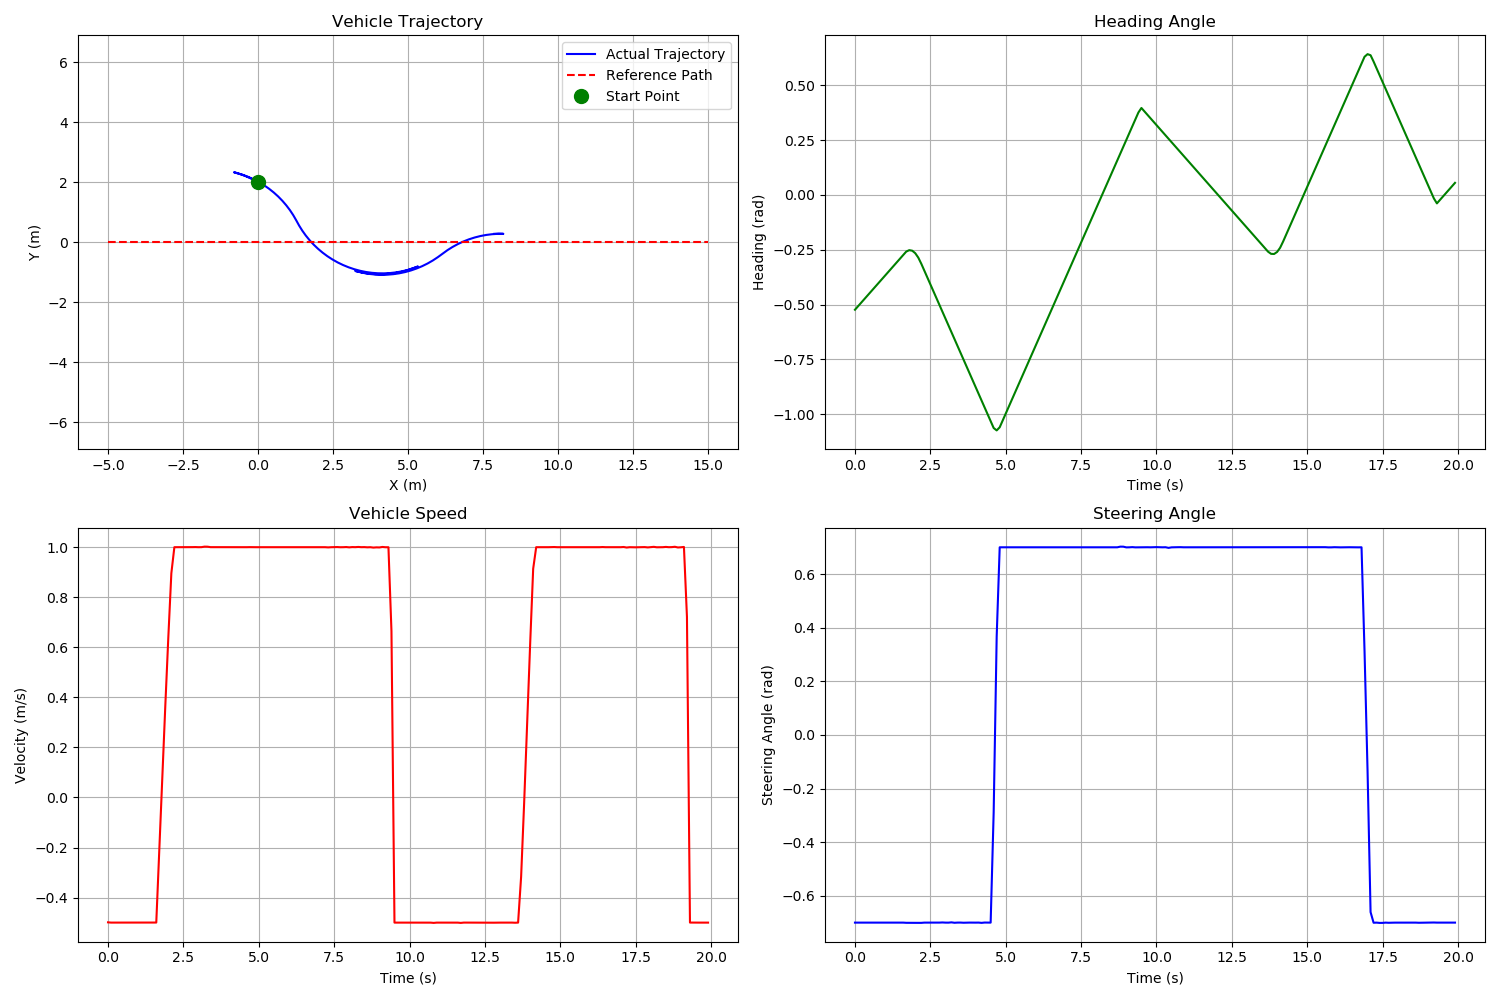 Vehicle Trajectory
6
4
2
0
−2
−4
−6
Y (m)
−5.0 −2.5 0.0 2.5 5.0 7.5 10.0 12.5 15.0
X (m)
Actual Trajectory
Reference Path
Start Point
Heading Angle
0.50
0.25
0.00
−0.25
−0.50
−0.75
−1.00
Heading (rad)
0.0 2.5 5.0 7.5 10.0 12.5 15.0 17.5 20.0
Time (s)
Vehicle Speed
1.0
0.8
0.6
0.4
0.2
0.0
−0.2
−0.4
Velocity (m/s)
0.0 2.5 5.0 7.5 10.0 12.5 15.0 17.5 20.0
Time (s)
Steering Angle
0.6
0.4
0.2
0.0
−0.2
−0.4
−0.6
Steering Angle (rad)
0.0 2.5 5.0 7.5 10.0 12.5 15.0 17.5 20.0
Time (s)